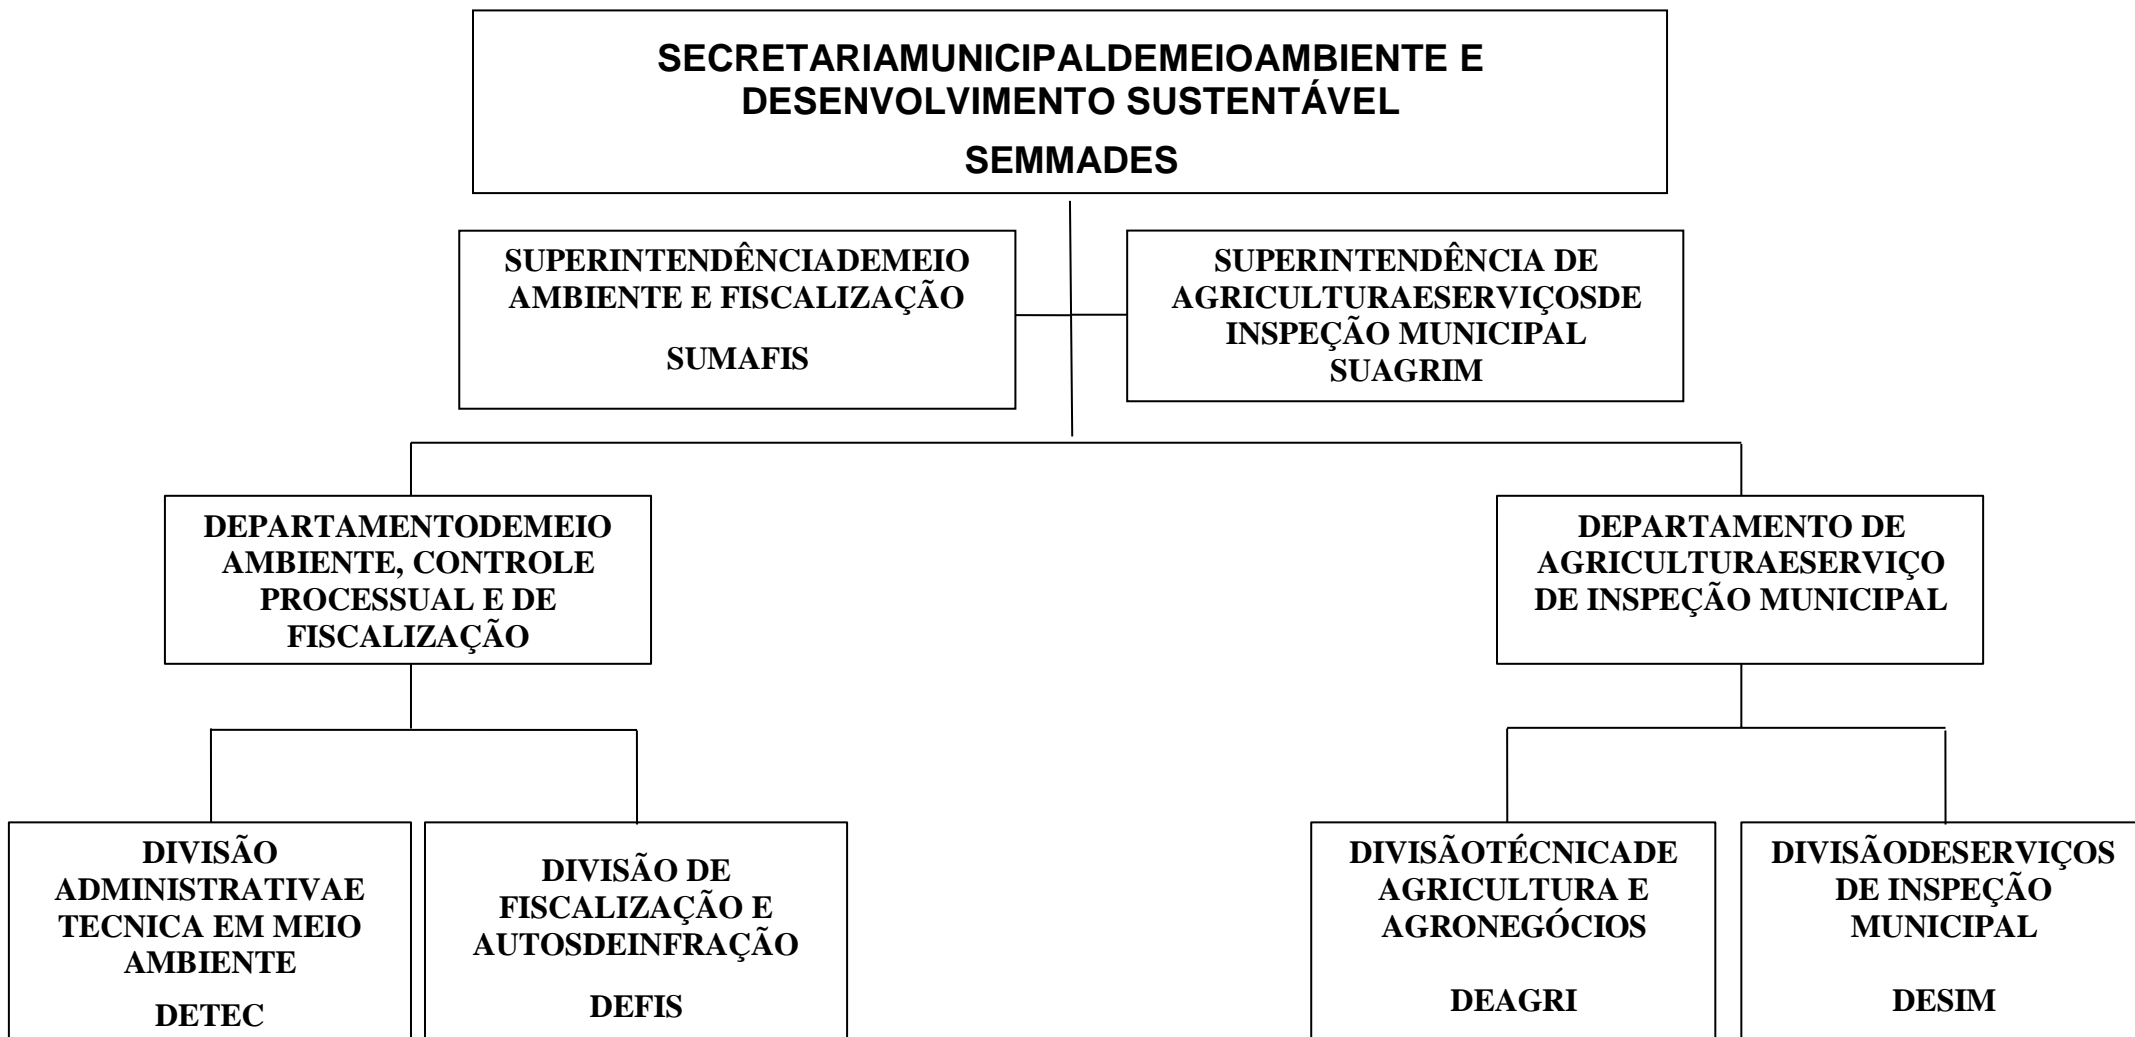 SECRETARIAMUNICIPALDEMEIOAMBIENTE E
DESENVOLVIMENTO SUSTENTÁVEL
SEMMADES
SUPERINTENDÊNCIADEMEIO
AMBIENTE E FISCALIZAÇÃO
SUMAFIS
SUPERINTENDÊNCIA DE
AGRICULTURAESERVIÇOSDE
INSPEÇÃO MUNICIPAL
SUAGRIM
DEPARTAMENTODEMEIO
AMBIENTE, CONTROLE
PROCESSUAL E DE
FISCALIZAÇÃO
DEPARTAMENTO DE
AGRICULTURAESERVIÇO
DE INSPEÇÃO MUNICIPAL
DIVISÃO
ADMINISTRATIVAE
TECNICA EM MEIO
AMBIENTE
DETEC
DIVISÃO DE
FISCALIZAÇÃO E
AUTOSDEINFRAÇÃO
DEFIS
DIVISÃOTÉCNICADE
AGRICULTURA E
AGRONEGÓCIOS
DEAGRI
DIVISÃODESERVIÇOS
DE INSPEÇÃO
MUNICIPAL
DESIM